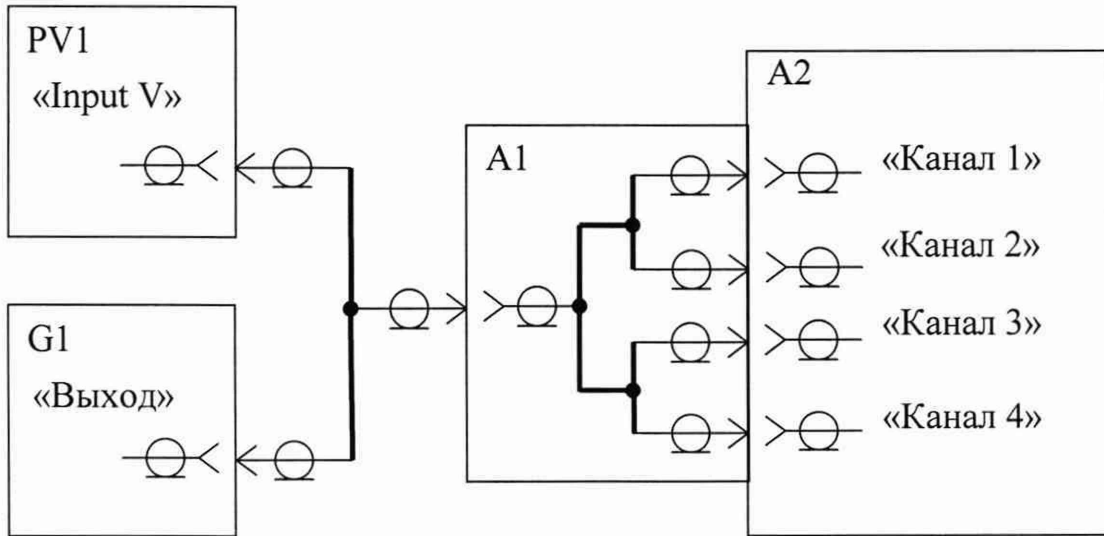 PV1
«Input V»
G1
«Выход»
A1
A2
«Канал 1»
«Канал 2»
«Канал 3»
«Канал 4»